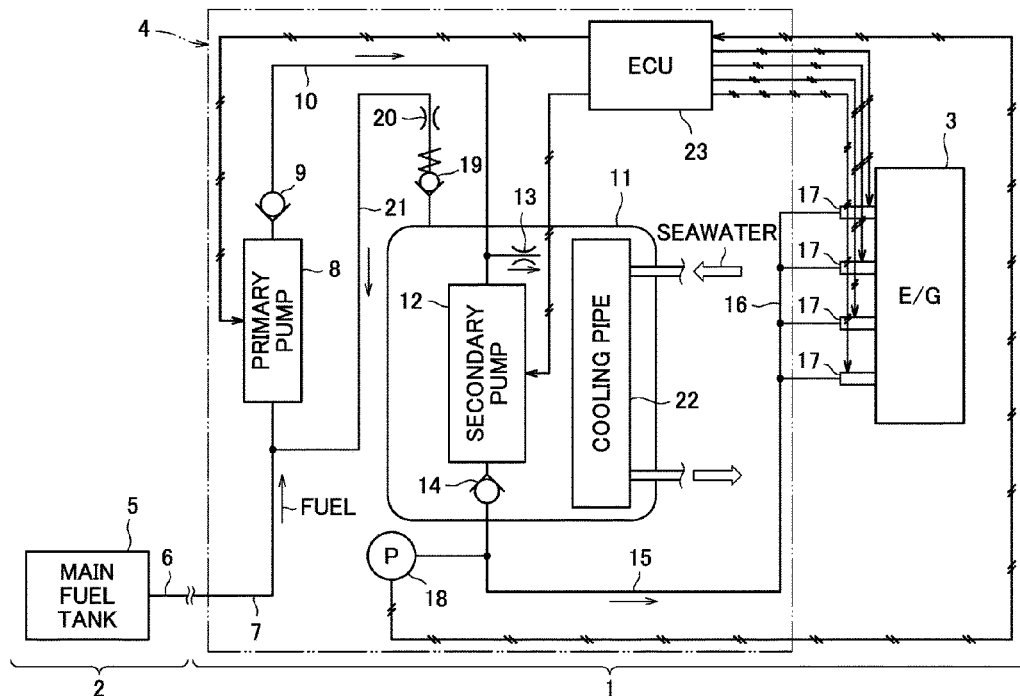 4
10
ECU
23
20
19
9
21
8
PRIMARY
PUMP
13
11
SEAWATER
12
SECONDARY
PUMP
COOLING PIPE
22
14
16
3
17
17
17
17
E/G
FUEL
5
MAIN
FUEL
TANK
6
7
P
18
15
2
1